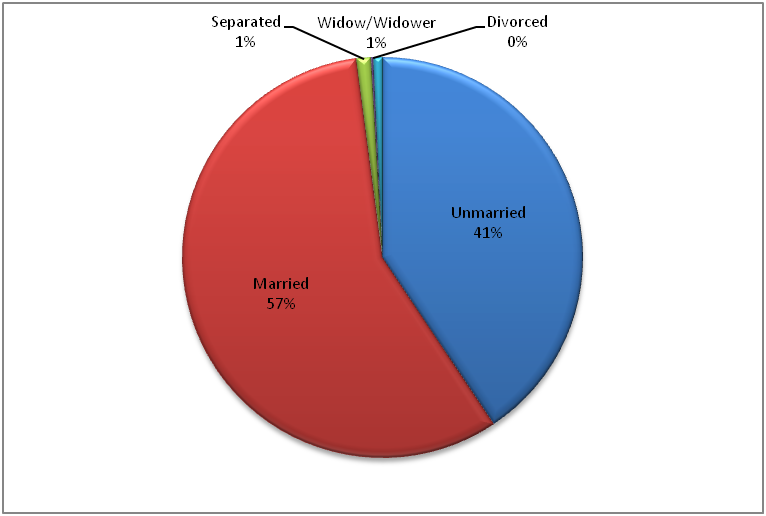 Separated
1%
Widow/Widower
1%
Divorced
0%
Unmarried
41%
Married
57%